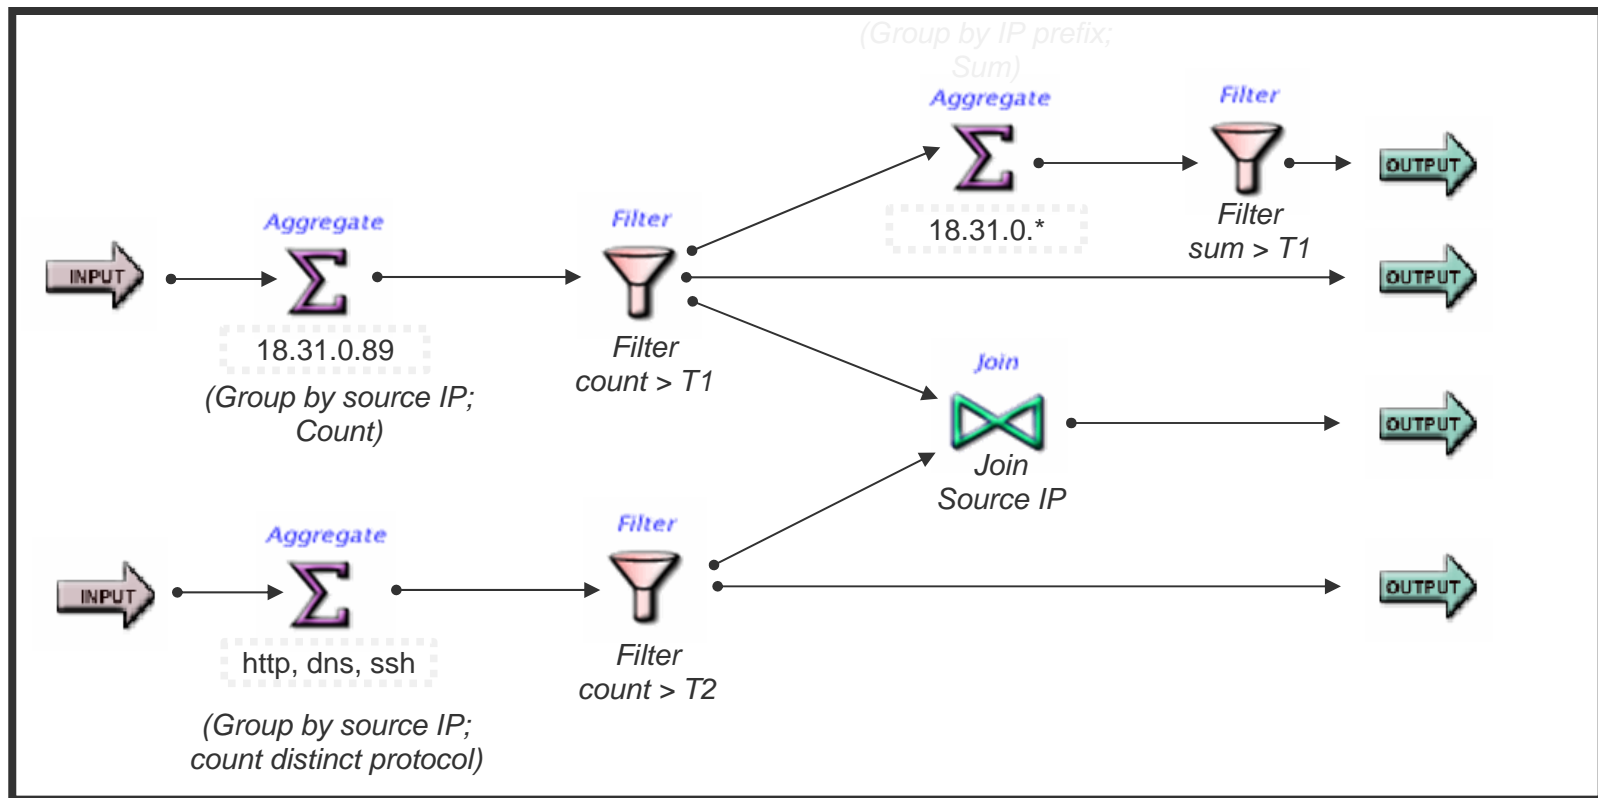 (Group by IP prefix;
Sum)
Aggregate
Filter
OUTPUT
18.31.0.*
Filter
sum > T1
Aggregate
Filter
INPUT
OUTPUT
18.31.0.89
Filter
count > T1
(Group by source IP;
Count)
Join
OUTPUT
Join
Source IP
Aggregate
Filter
INPUT
OUTPUT
http, dns, ssh
Filter
count > T2
(Group by source IP;
count distinct protocol)